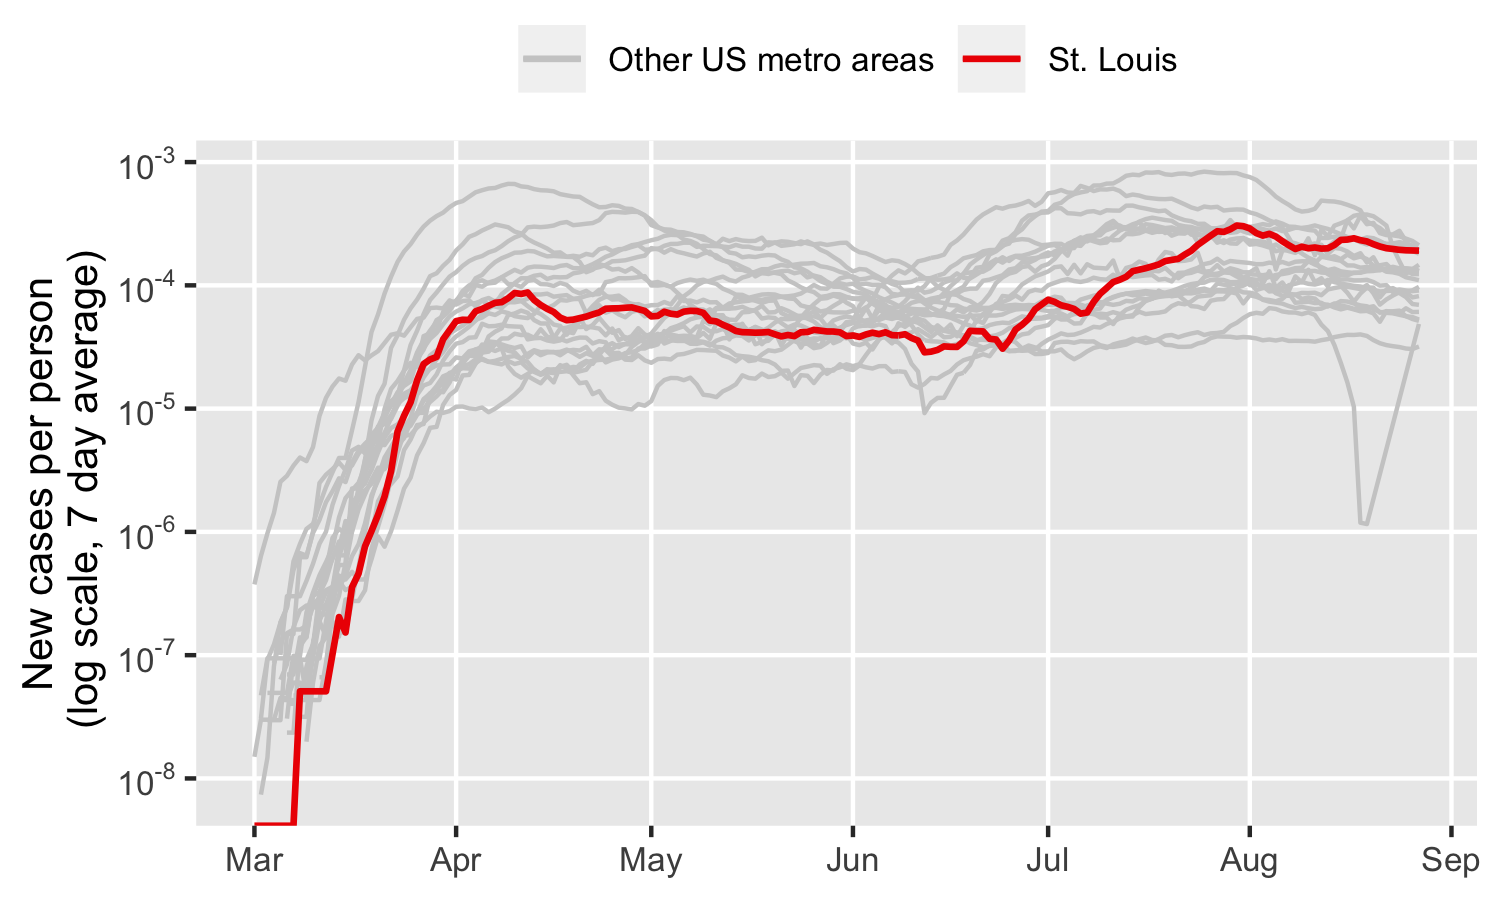 Other US metro areas St. Louis
New cases per person
(log scale, 7 day average)
10⁻³
10⁻⁴
10⁻⁵
10⁻⁶
10⁻⁷
10⁻⁸
Mar Apr May Jun Jul Aug Sep